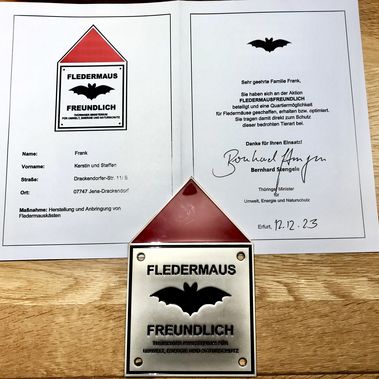 FLEDERMAUS
FREUNDLICH
THÜRINGER MINISTERIUM
FÜR UMWELT, ENERGIE UND NATURSCHUTZ
Name: Frank
Vorname: Kerstin und Steffen
Straße: Drackendorfer-Str. 11
Ort: 07747 Jena-Drackendorf
Maßnahme: Herstellung und Anbringung von
Fledermauskästen
Sehr geehrte Familie Frank,
Sie haben sich an der Aktion
FLEDERMAUSFREUNDLICH
beteiligt und eine Quartiermöglichkeit
für Fledermäuse geschaffen, erhalten bzw. optimiert.
Sie tragen damit direkt zum Schutz
dieser bedrohten Tierart bei.
Danke für Ihren Einsatz!
Bernhard Stengele
Thüringer Minister
für
Umwelt, Energie und Naturschutz
Erfurt, 12.12.23
FLEDERMAUS
FREUNDLICH
THÜRINGER MINISTERIUM FÜR
UMWELT, ENERGIE UND NATURSCHUTZ